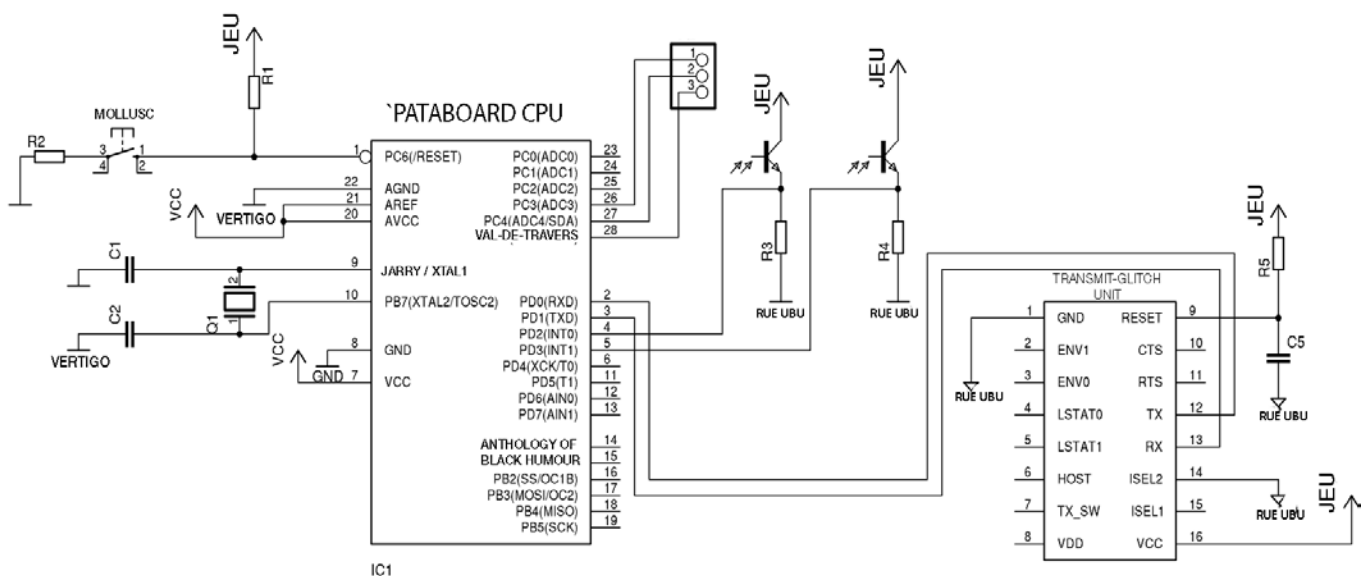 JEU
R1
MOLLUSC
R2
3
1
4
2
`PATABOARD CPU
1
2
3
JEU
JEU
1
PC6(/RESET)
22
AGND
21
AREF
20
AVCC
VCC
VERTIGO
C1
9
JARRY / XTAL1
2
Q1
1
10
PB7(XTAL2/TOSC2)
C2
VERTIGO
VCC
8
GND
GND
7
VCC
PC0(ADC0)
23
PC1(ADC1)
24
PC2(ADC2)
25
PC3(ADC3)
26
PC4(ADC4/SDA)
27
VAL-DE-TRAVERS
28
PD0(RXD)
2
PD1(TXD)
3
PD2(INT0)
4
PD3(INT1)
5
PD4(XCK/T0)
6
PD5(T1)
11
PD6(AIN0)
12
PD7(AIN1)
13
ANTHOLOGY OF
14
BLACK HUMOUR
15
PB2(SS/OC1B)
16
PB3(MOSI/OC2)
17
PB4(MISO)
18
PB5(SCK)
19
IC1
R3
RUE UBU
R4
RUE UBU
JEU
R5
TRANSMIT-GLITCH
UNIT
1
GND
RESET
9
2
ENV1
CTS
10
3
ENV0
RTS
11
4
LSTAT0
TX
12
5
LSTAT1
RX
13
6
HOST
ISEL2
14
7
TX_SW
ISEL1
15
8
VDD
VCC
16
RUE UBU
C5
RUE UBU
RUE UBU
JEU